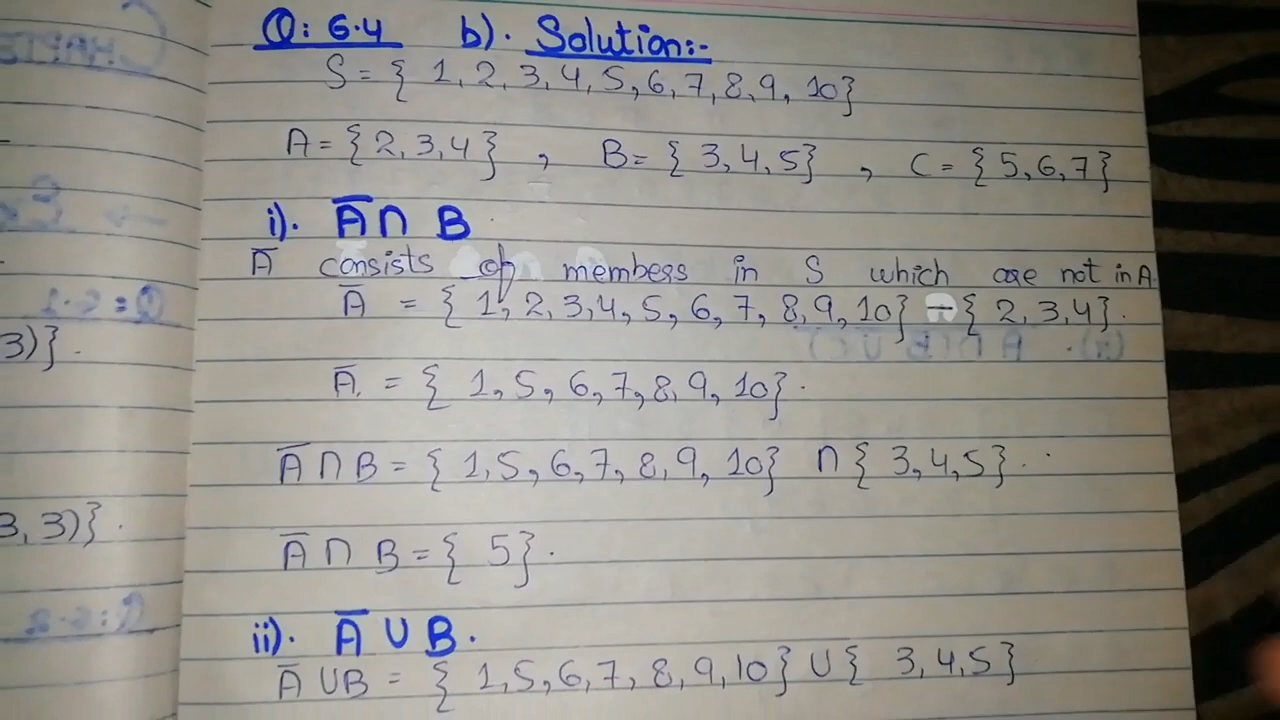 Q: 6.4 b). Solution:-
S = { 1, 2, 3, 4, 5, 6, 7, 8, 9, 10}
A = { 2, 3, 4 } , B = { 3, 4, 5} , C = { 5, 6, 7}
i). A̅ ∩ B
A̅ consists of members in S which are not in A.
A̅ = { 1, 2, 3, 4, 5, 6, 7, 8, 9, 10} - { 2, 3, 4}.
3)}.
A̅ = { 1, 5, 6, 7, 8, 9, 10}.
A̅ ∩ B = { 1, 5, 6, 7, 8, 9, 10} ∩ { 3, 4, 5}.
3, 3)}.
A̅ ∩ B = { 5}.
ii). A̅ ∪ B.
A̅ ∪ B = { 1, 5, 6, 7, 8, 9, 10} ∪ { 3, 4, 5}